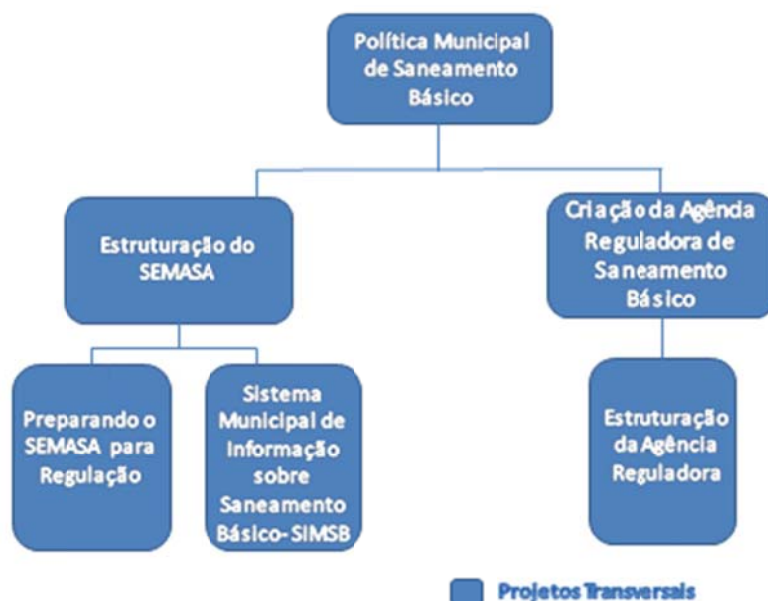 Política Municipal
de Saneamento
Básico
Estruturação do
SEMASA
Criação da Agência
Reguladora de
Saneamento
Básico
Preparando o
SEMASA para
Regulação
Sistema
Municipal de
Informação
sobre
Saneamento
Básico- SIMSB
Estruturação
da Agência
Reguladora
Projetos Transversais